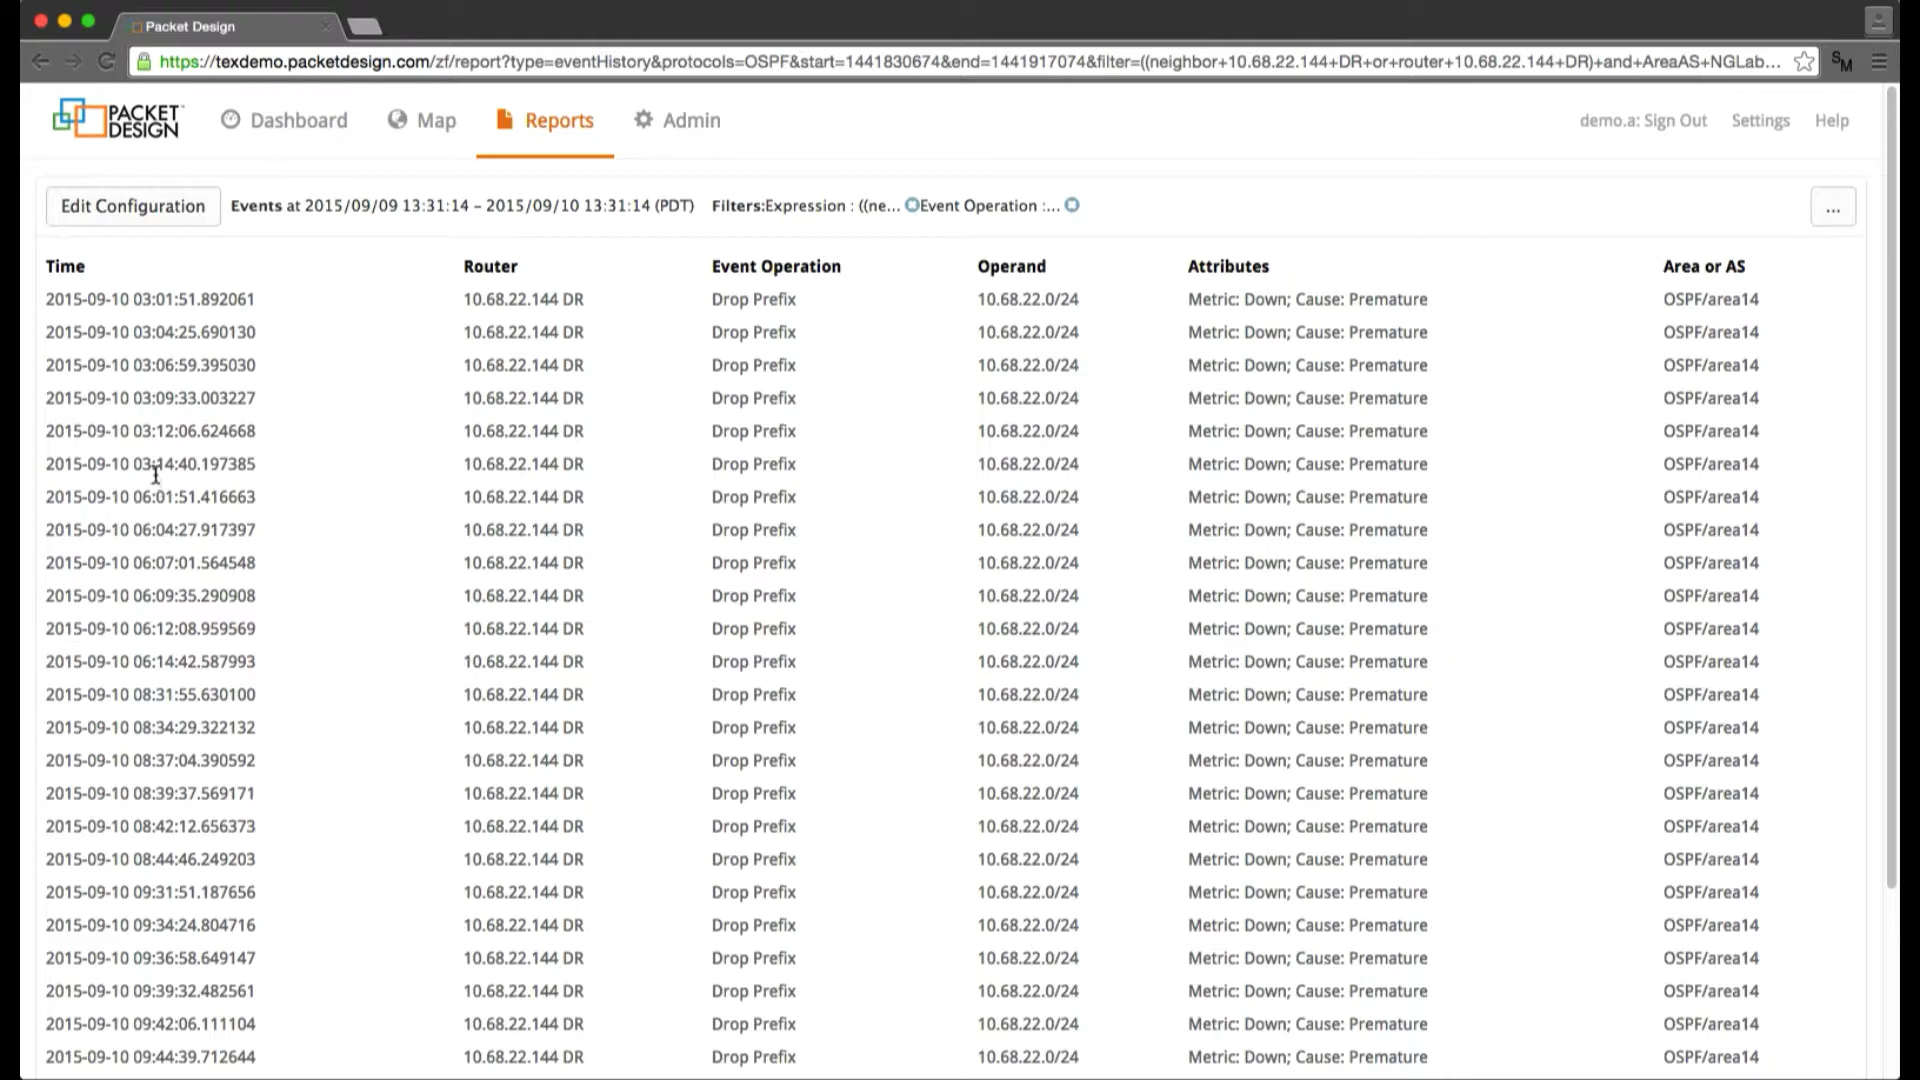 Packet Design
https://texdemo.packetdesign.com/zf/report?type=eventHistory&protocols=OSPF&start=1441830674&end=1441917074&filter=((neighbor+10.68.22.144+DR+or+router+10.68.22.144+DR)+and+AreaAS+NGLab...
SM
PACKET DESIGN Dashboard Map Reports Admin demo.a: Sign Out Settings Help
Edit Configuration Events at 2015/09/09 13:31:14 – 2015/09/10 13:31:14 (PDT) Filters:Expression : ((ne... Event Operation :... ...
Time Router Event Operation Operand Attributes Area or AS
2015-09-10 03:01:51.892061 10.68.22.144 DR Drop Prefix 10.68.22.0/24 Metric: Down; Cause: Premature OSPF/area14
2015-09-10 03:04:25.690130 10.68.22.144 DR Drop Prefix 10.68.22.0/24 Metric: Down; Cause: Premature OSPF/area14
2015-09-10 03:06:59.395030 10.68.22.144 DR Drop Prefix 10.68.22.0/24 Metric: Down; Cause: Premature OSPF/area14
2015-09-10 03:09:33.003227 10.68.22.144 DR Drop Prefix 10.68.22.0/24 Metric: Down; Cause: Premature OSPF/area14
2015-09-10 03:12:06.624668 10.68.22.144 DR Drop Prefix 10.68.22.0/24 Metric: Down; Cause: Premature OSPF/area14
2015-09-10 03:14:40.197385 10.68.22.144 DR Drop Prefix 10.68.22.0/24 Metric: Down; Cause: Premature OSPF/area14
2015-09-10 06:01:51.416663 10.68.22.144 DR Drop Prefix 10.68.22.0/24 Metric: Down; Cause: Premature OSPF/area14
2015-09-10 06:04:27.917397 10.68.22.144 DR Drop Prefix 10.68.22.0/24 Metric: Down; Cause: Premature OSPF/area14
2015-09-10 06:07:01.564548 10.68.22.144 DR Drop Prefix 10.68.22.0/24 Metric: Down; Cause: Premature OSPF/area14
2015-09-10 06:09:35.290908 10.68.22.144 DR Drop Prefix 10.68.22.0/24 Metric: Down; Cause: Premature OSPF/area14
2015-09-10 06:12:08.959569 10.68.22.144 DR Drop Prefix 10.68.22.0/24 Metric: Down; Cause: Premature OSPF/area14
2015-09-10 06:14:42.587993 10.68.22.144 DR Drop Prefix 10.68.22.0/24 Metric: Down; Cause: Premature OSPF/area14
2015-09-10 08:31:55.630100 10.68.22.144 DR Drop Prefix 10.68.22.0/24 Metric: Down; Cause: Premature OSPF/area14
2015-09-10 08:34:29.322132 10.68.22.144 DR Drop Prefix 10.68.22.0/24 Metric: Down; Cause: Premature OSPF/area14
2015-09-10 08:37:04.390592 10.68.22.144 DR Drop Prefix 10.68.22.0/24 Metric: Down; Cause: Premature OSPF/area14
2015-09-10 08:39:37.569171 10.68.22.144 DR Drop Prefix 10.68.22.0/24 Metric: Down; Cause: Premature OSPF/area14
2015-09-10 08:42:12.656373 10.68.22.144 DR Drop Prefix 10.68.22.0/24 Metric: Down; Cause: Premature OSPF/area14
2015-09-10 08:44:46.249203 10.68.22.144 DR Drop Prefix 10.68.22.0/24 Metric: Down; Cause: Premature OSPF/area14
2015-09-10 09:31:51.187656 10.68.22.144 DR Drop Prefix 10.68.22.0/24 Metric: Down; Cause: Premature OSPF/area14
2015-09-10 09:34:24.804716 10.68.22.144 DR Drop Prefix 10.68.22.0/24 Metric: Down; Cause: Premature OSPF/area14
2015-09-10 09:36:58.649147 10.68.22.144 DR Drop Prefix 10.68.22.0/24 Metric: Down; Cause: Premature OSPF/area14
2015-09-10 09:39:32.482561 10.68.22.144 DR Drop Prefix 10.68.22.0/24 Metric: Down; Cause: Premature OSPF/area14
2015-09-10 09:42:06.111104 10.68.22.144 DR Drop Prefix 10.68.22.0/24 Metric: Down; Cause: Premature OSPF/area14
2015-09-10 09:44:39.712644 10.68.22.144 DR Drop Prefix 10.68.22.0/24 Metric: Down; Cause: Premature OSPF/area14